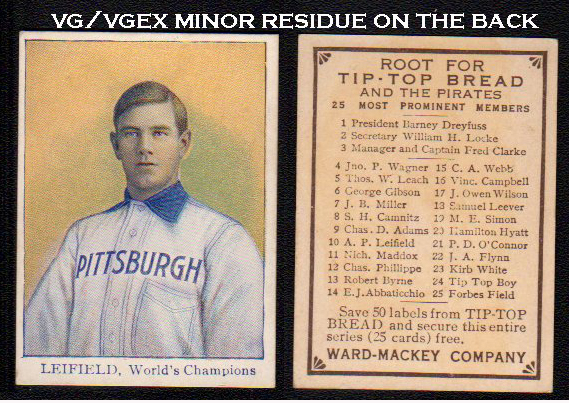 VG/VGEX MINOR RESIDUE ON THE BACK
PITTSBURGH
LEIFIELD, World's Champions
ROOT FOR
TIP-TOP BREAD
AND THE PIRATES
25 MOST PROMINENT MEMBERS
1 President Barney Dreyfuss
2 Secretary William H. Locke
3 Manager and Captain Fred Clarke
4 Jno. P. Wagner 15 C. A. Webb
5 Thos. W. Leach 16 Vinc. Campbell
6 George Gibson 17 J. Owen Wilson
7 J. B. Miller 18 Samuel Leever
8 S. H. Camnitz 19 M. E. Simon
9 Chas. D. Adams 20 Hamilton Hyatt
10 A. P. Leifield 21 P. D. O'Connor
11 Nich. Maddox 22 J. A. Flynn
12 Chas. Phillippe 23 Kirb White
13 Robert Byrne 24 Tip Top Boy
14 E. J. Abbaticchio 25 Forbes Field
Save 50 labels from TIP-TOP
BREAD and secure this entire
series (25 cards) free.
WARD-MACKEY COMPANY